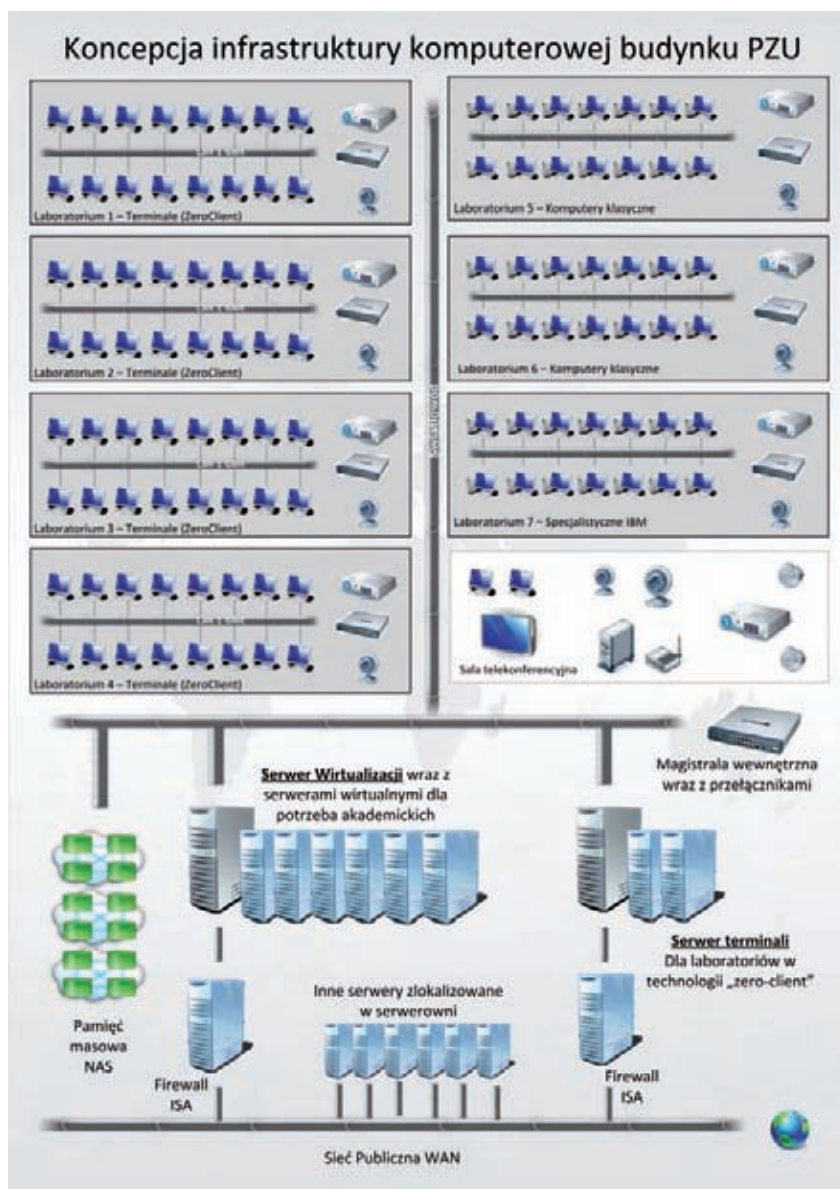 Koncepcja infrastruktury komputerowej budynku PZU
Laboratorium 1 – Terminale (ZeroClient)
Laboratorium 2 – Terminale (ZeroClient)
Laboratorium 3 – Terminale (ZeroClient)
Laboratorium 4 – Terminale (ZeroClient)
Światłowód
Laboratorium 5 – Komputery klasyczne
Laboratorium 6 – Komputery klasyczne
Laboratorium 7 – Specjalistyczne IBM
Sala telekonferencyjna
Magistrala wewnętrzna
wraz z przełącznikami
Serwer Wirtualizacji wraz z
serwerami wirtualnymi dla
potrzeba akademickich
Serwer terminali
Dla laboratoriów w
technologii „zero-client”
Pamięć
masowa
NAS
Firewall
ISA
Inne serwery zlokalizowane
w serwerowni
Firewall
ISA
Sieć Publiczna WAN